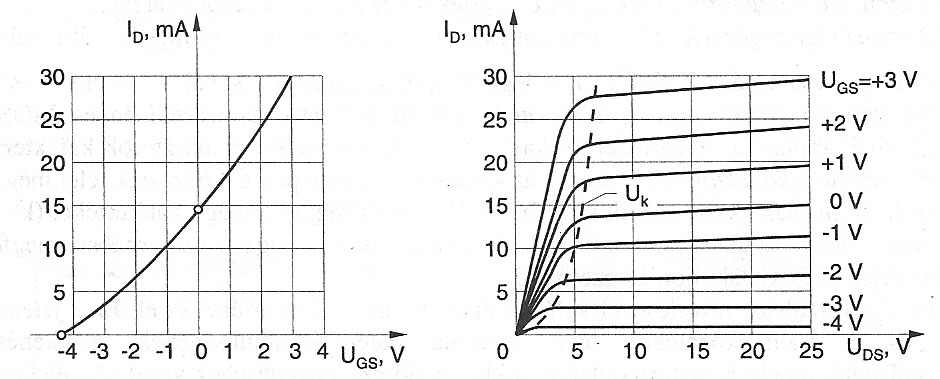 I_D, mA
30
25
20
15
10
5
-4 -3 -2 -1 0 1 2 3 4 U_GS, V
I_D, mA
30
25
20
15
10
5
0 5 10 15 20 25 U_DS, V
U_k
U_GS=+3 V
+2 V
+1 V
0 V
-1 V
-2 V
-3 V
-4 V